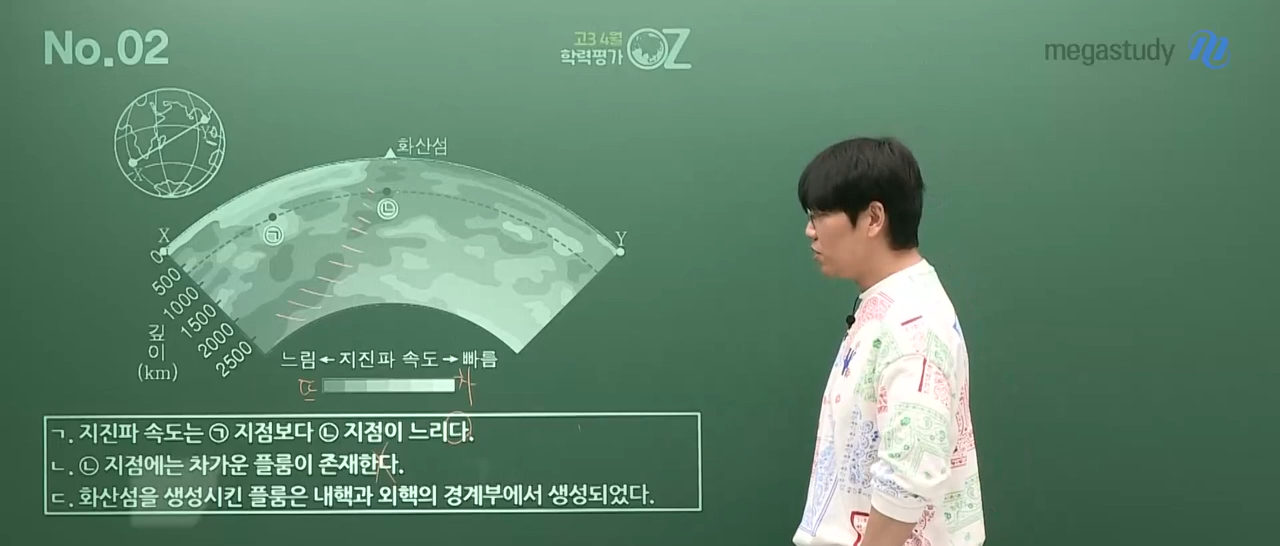 No.02
고3 4월
학력평가 OZ
megastudy
화산섬
X
Y
X
Y
㉠
㉡
0
500
1000
1500
2000
2500
깊이
(km)
느림←지진파 속도→빠름
뜨
차
ㄱ. 지진파 속도는 ㉠ 지점보다 ㉡ 지점이 느리다.
ㄴ. ㉡ 지점에는 차가운 플룸이 존재한다.
ㄷ. 화산섬을 생성시킨 플룸은 내핵과 외핵의 경계부에서 생성되었다.